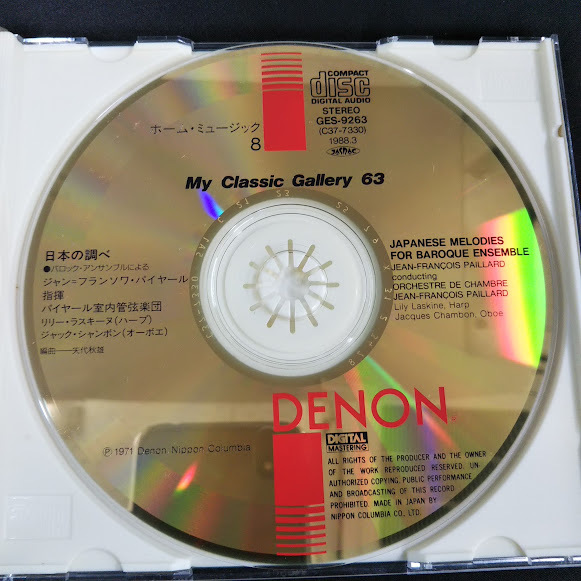 COMPACT
disc
DIGITAL AUDIO
STEREO
GES-9263
(C37-7330)
1988.3
ホーム・ミュージック
8
My Classic Gallery 63
日本の調べ
●バロック・アンサンブルによる
ジャン=フランソワ・パイヤール
指揮
パイヤール室内管弦楽団
リリー・ラスキーヌ(ハープ)
ジャック・シャンボン(オーボエ)
編曲──矢代秋雄
JAPANESE MELODIES
FOR BAROQUE ENSEMBLE
JEAN-FRANÇOIS PAILLARD
conducting
ORCHESTRE DE CHAMBRE
JEAN-FRANÇOIS PAILLARD
Lily Laskine, Harp
Jacques Chambon, Oboe
DENON
Ⓟ 1971 Denon Nippon Columbia
DIGITAL
MASTERING
ALL RIGHTS OF THE PRODUCER AND THE OWNER
OF THE WORK REPRODUCED RESERVED. UN
AUTHORIZED COPYING, PUBLIC PERFORMANCE
AND BROADCASTING OF THIS RECORD
PROHIBITED. MADE IN JAPAN BY
NIPPON COLUMBIA CO., LTD.